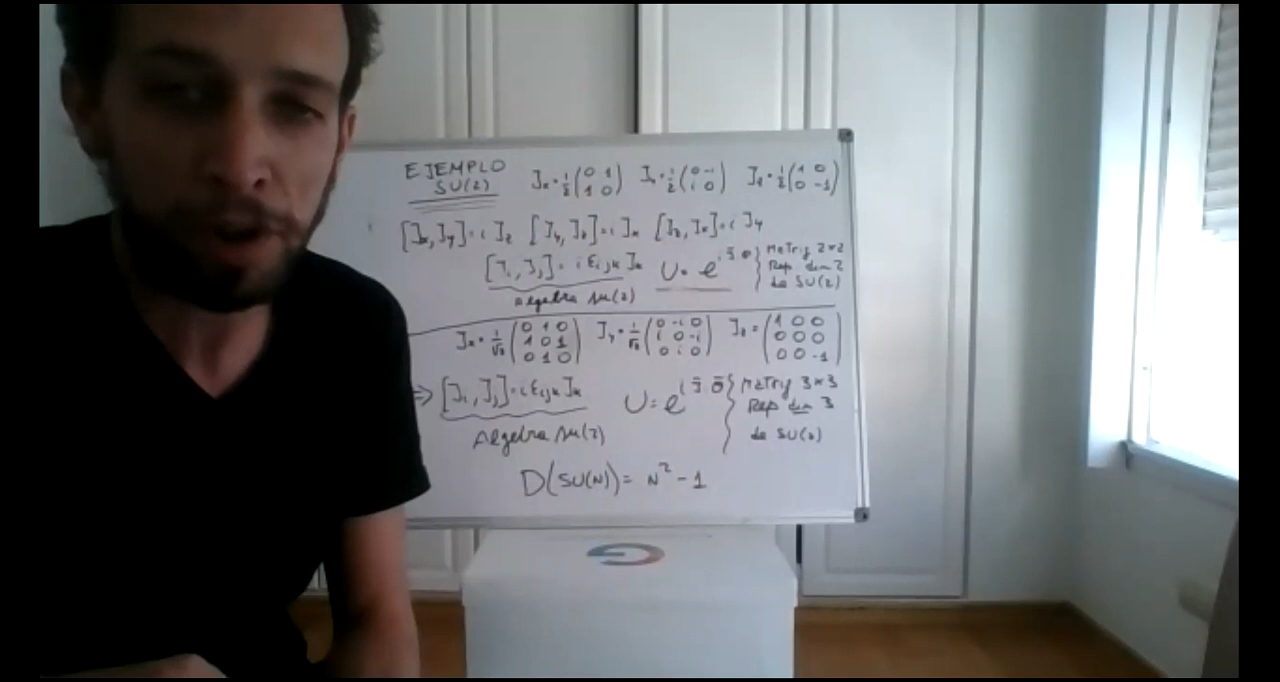 EJEMPLO SU(2) Jx = 1/2 (0 1; 1 0) Jy = 1/2 (0 -i; i 0) Jz = 1/2 (1 0; 0 -1)
[Jx, Jy] = i Jz [Jy, Jz] = i Jx [Jz, Jx] = i Jy
[Ji, Jj] = i εijk Jk U = e^{i J̄ θ̄} } Matriz 2x2
Rep dim 2
de SU(2)
Algebra su(2)
Jx = 1/√2 (0 1 0; 1 0 1; 0 1 0) Jy = 1/√2 (0 -i 0; i 0 -i; 0 i 0) Jz = (1 0 0; 0 0 0; 0 0 -1)
⇒ [Ji, Jj] = i εijk Jk U = e^{i J̄ θ̄} } Matriz 3x3
Rep dim 3
de SU(2)
Algebra su(2)
D(SU(N)) = N² - 1
G